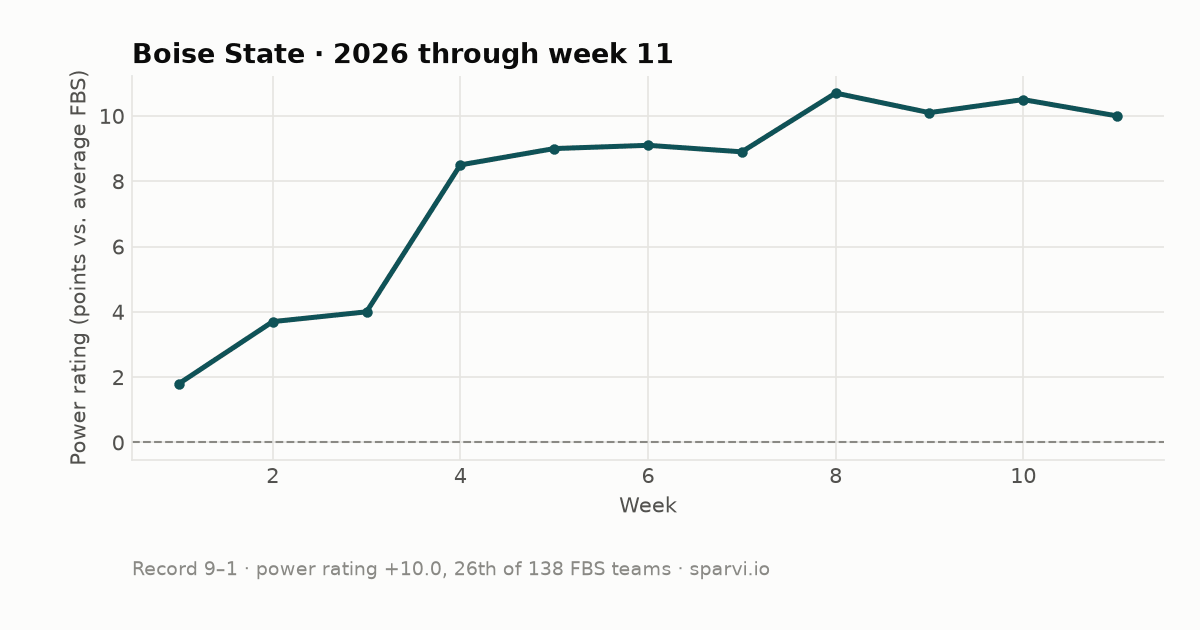 Boise State · 2026 through week 11
Power rating (points vs. average FBS)
10
8
6
4
2
0
2 4 6 8 10
Week
Record 9–1 · power rating +10.0, 26th of 138 FBS teams · sparvi.io